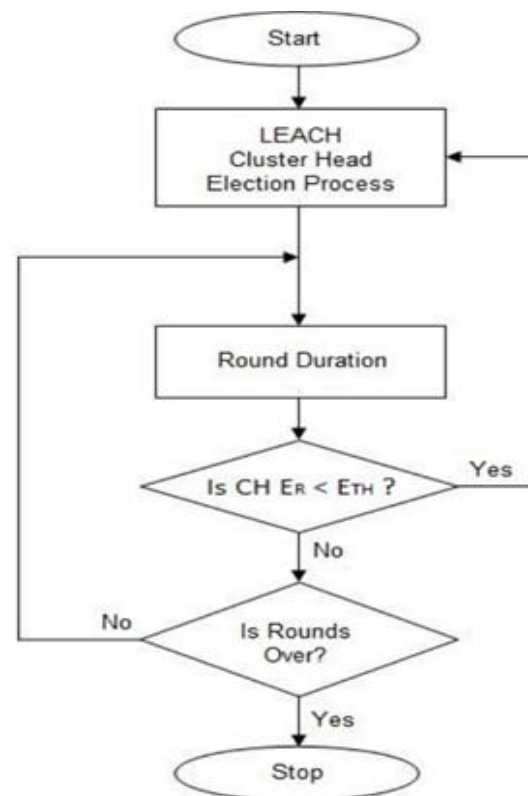 Start
LEACH
Cluster Head
Election Process
Round Duration
Is CH ER < ETH ?
Yes
No
No
Is Rounds
Over?
Yes
Stop